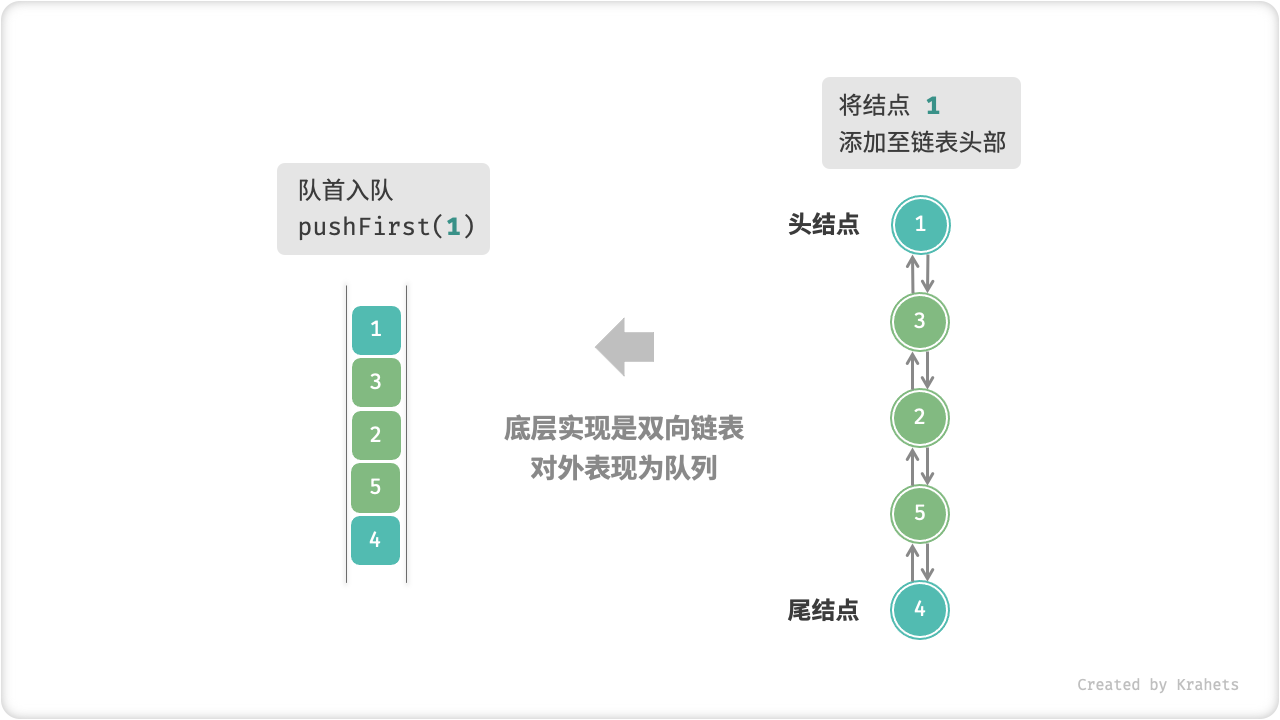 队首入队
pushFirst(1)
1
3
2
5
4
底层实现是双向链表
对外表现为队列
将结点 1
添加至链表头部
头结点
1
3
2
5
尾结点
4
Created by Krahets